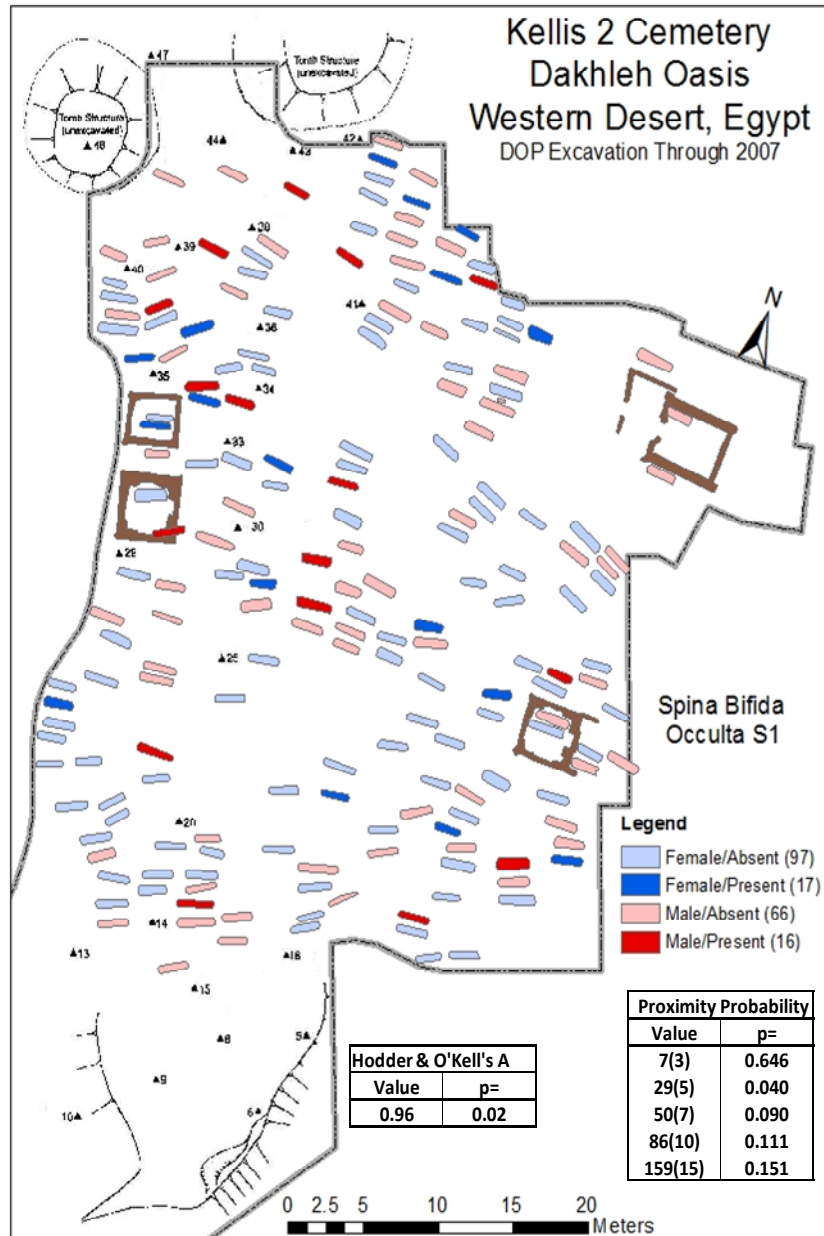 Kellis 2 Cemetery
Dakhleh Oasis
Western Desert, Egypt
DOP Excavation Through 2007
Tomb Structure
(unexcavated)
Tomb Structure
(unexcavated)
47
48
44
43
42
38
39
40
41
36
35
34
33
30
28
25
20
14
13
16
15
8
5
9
10
6
N
Spina Bifida
Occulta S1
Legend
Female/Absent (97)
Female/Present (17)
Male/Absent (66)
Male/Present (16)
Proximity Probability
Value p=
7(3) 0.646
29(5) 0.040
50(7) 0.090
86(10) 0.111
159(15) 0.151
Hodder & O'Kell's A
Value p=
0.96 0.02
0 2.5 5 10 15 20
Meters